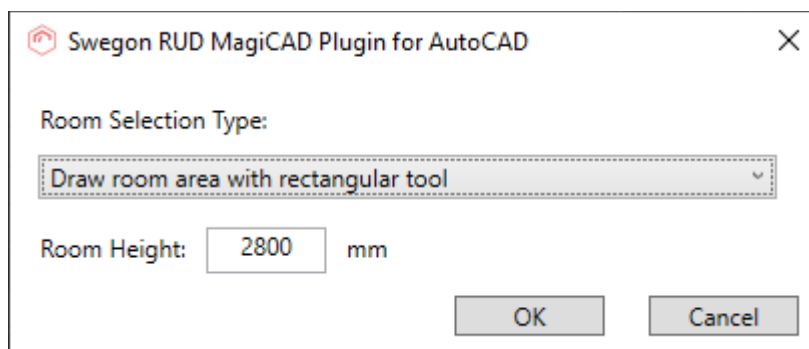 Swegon RUD MagiCAD Plugin for AutoCAD
Room Selection Type:
Draw room area with rectangular tool
Room Height: 2800 mm
OK Cancel